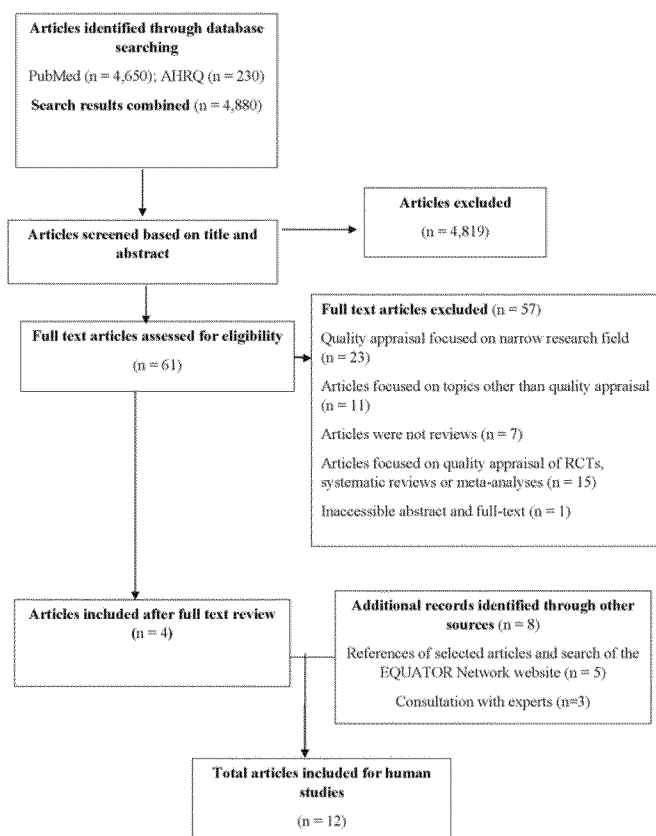 Articles identified through database
searching
PubMed (n = 4,650); AHRQ (n = 230)
Search results combined (n = 4,880)
Articles excluded
(n = 4,819)
Articles screened based on title and
abstract
Full text articles assessed for eligibility
(n = 61)
Full text articles excluded (n = 57)
Quality appraisal focused on narrow research field
(n = 23)
Articles focused on topics other than quality appraisal
(n = 11)
Articles were not reviews (n = 7)
Articles focused on quality appraisal of RCTs,
systematic reviews or meta-analyses (n = 15)
Inaccessible abstract and full-text (n = 1)
Articles included after full text review
(n = 4)
Additional records identified through other
sources (n = 8)
References of selected articles and search of the
EQUATOR Network website (n = 5)
Consultation with experts (n=3)
Total articles included for human
studies
(n = 12)